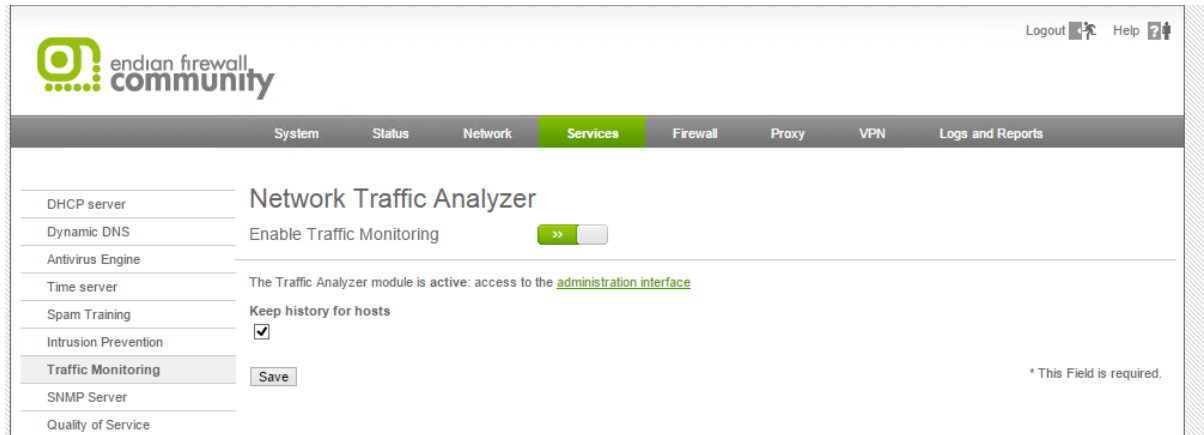 Logout Help
endian firewall
community
System Status Network Services Firewall Proxy VPN Logs and Reports
DHCP server
Dynamic DNS
Antivirus Engine
Time server
Spam Training
Intrusion Prevention
Traffic Monitoring
SNMP Server
Quality of Service
Network Traffic Analyzer
Enable Traffic Monitoring
The Traffic Analyzer module is active: access to the administration interface
Keep history for hosts
Save
* This Field is required.